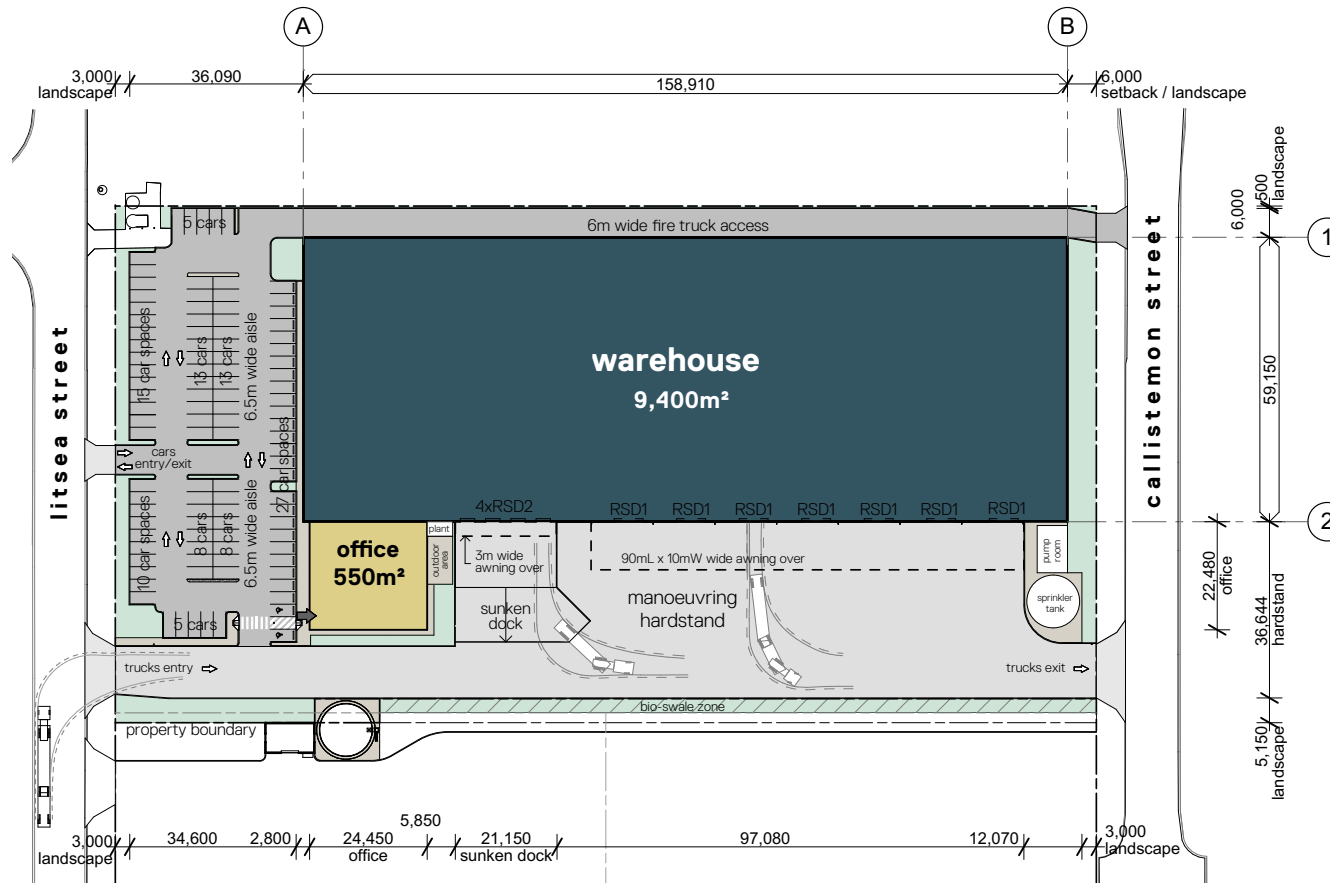 A
B
3,000
landscape
36,090
158,910
6,000
setback / landscape
500
landscape
6,000
5 cars
6m wide fire truck access
1
litsea street
callistemon street
15 car spaces
13 cars
13 cars
6.5m wide aisle
27 car spaces
warehouse
9,400m²
59,150
cars
entry/exit
10 car spaces
8 cars
8 cars
6.5m wide aisle
5 cars
4xRSD2
RSD1
RSD1
RSD1
RSD1
RSD1
RSD1
RSD1
2
office
550m²
plant
outdoor
area
3m wide
awning over
90mL x 10mW wide awning over
pump
room
sprinkler
tank
sunken
dock
manoeuvring
hardstand
22,480
office
36,644
hardstand
trucks entry
trucks exit
bio-swale zone
property boundary
5,150
landscape
3,000
landscape
34,600
2,800
24,450
office
5,850
21,150
sunken dock
97,080
12,070
3,000
landscape